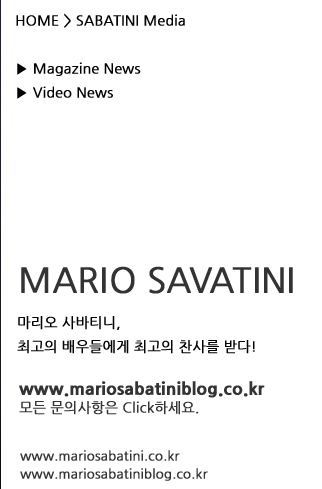 HOME > SABATINI Media
▶ Magazine News
▶ Video News
MARIO SAVATINI
마리오 사바티니,
최고의 배우들에게 최고의 찬사를 받다!
www.mariosabatiniblog.co.kr
모든 문의사항은 Click하세요.
www.mariosabatini.co.kr
www.mariosabatiniblog.co.kr